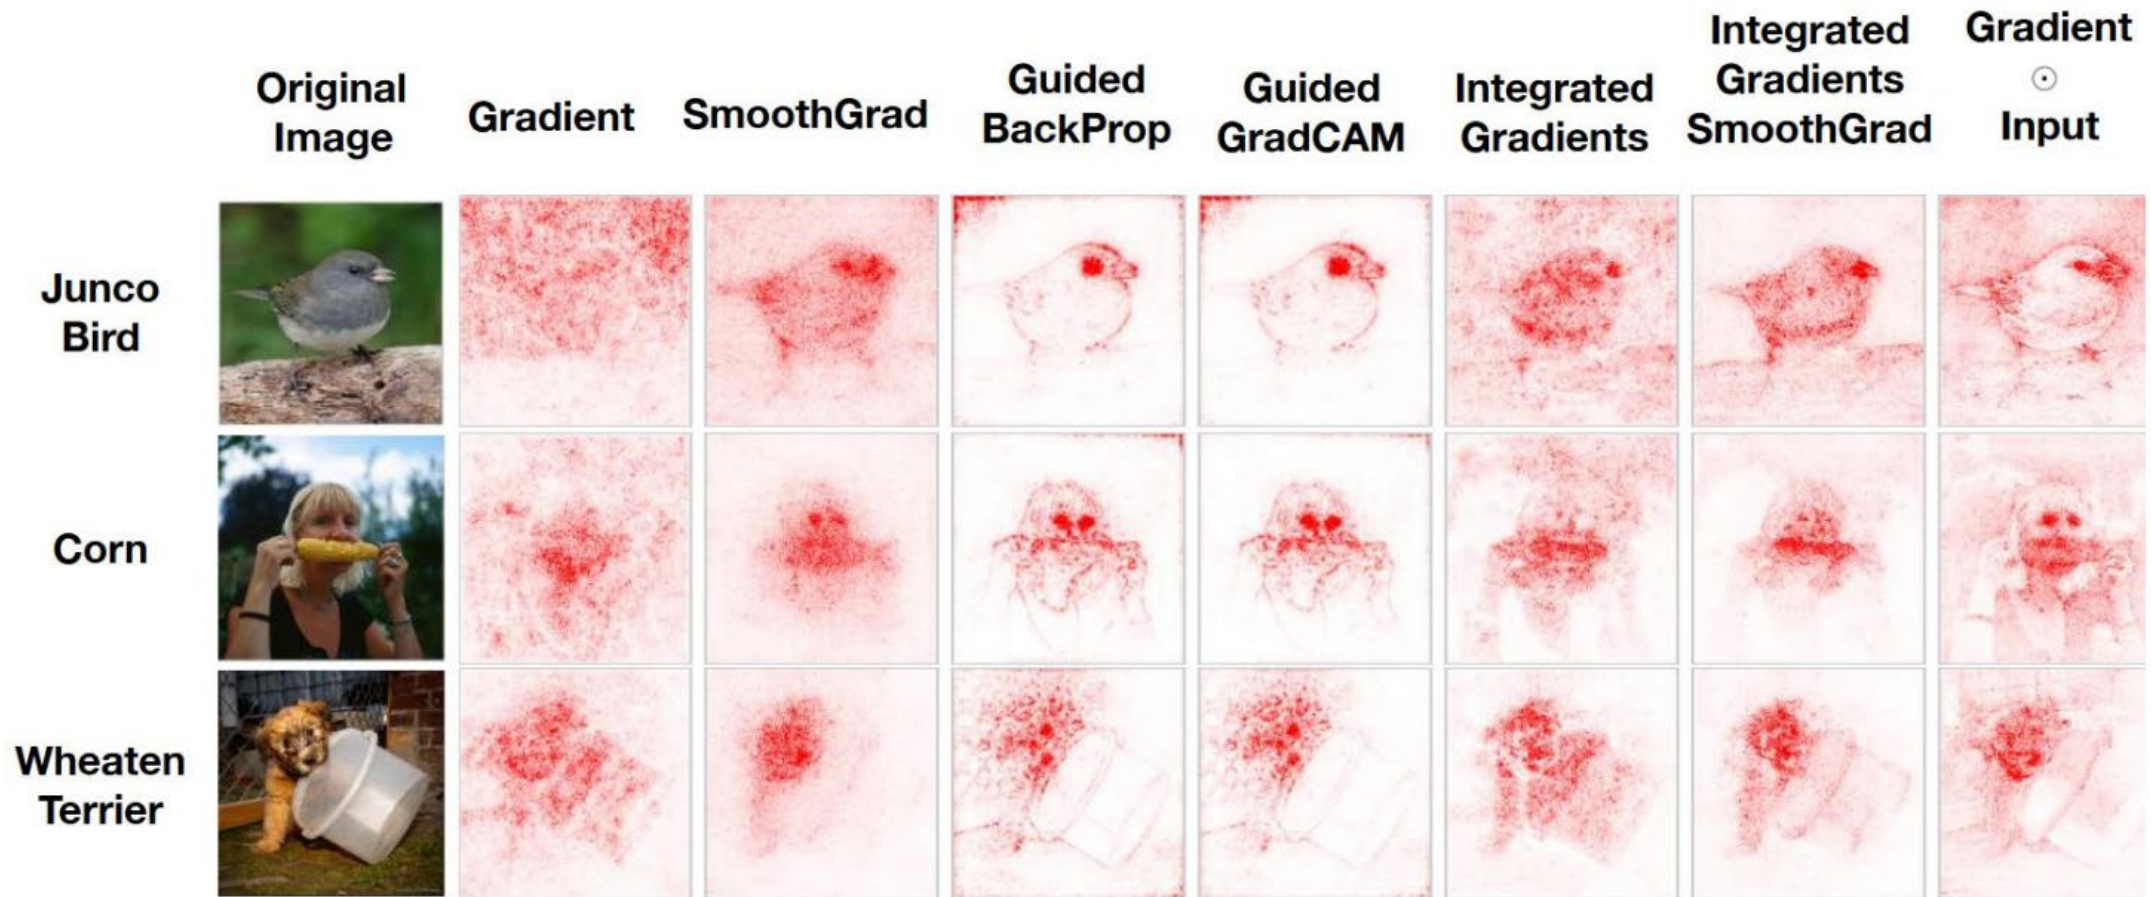 Original
Image
Gradient
SmoothGrad
Guided
BackProp
Guided
GradCAM
Integrated
Gradients
Integrated
Gradients
SmoothGrad
Gradient
⊙
Input
Junco
Bird
Corn
Wheaten
Terrier